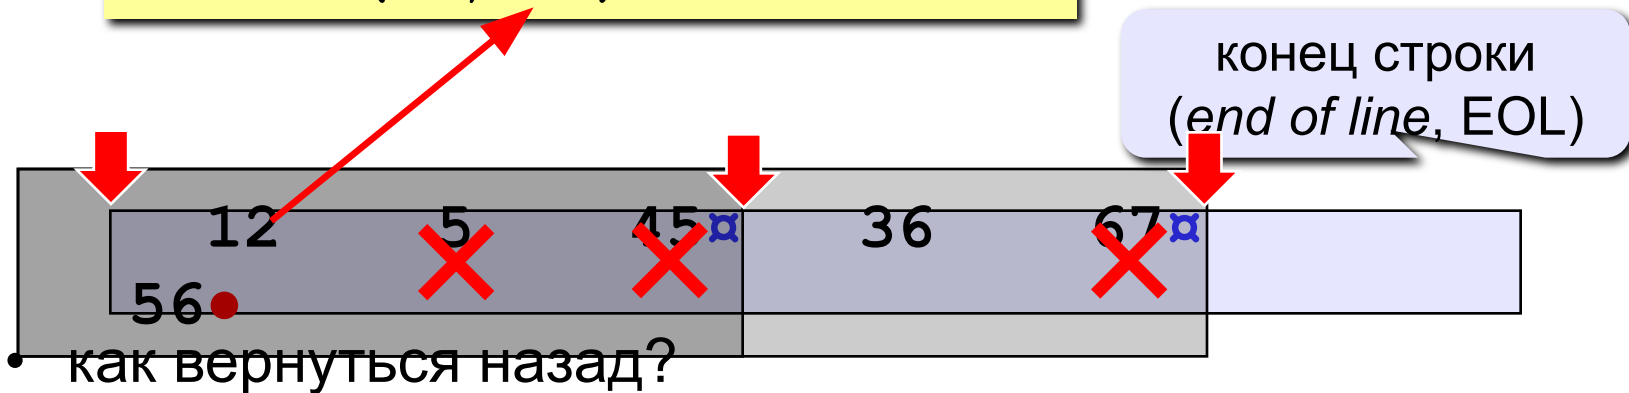 конец строки
(end of line, EOL)
12 5 45¤ 36 67¤
56●
• как вернуться назад?